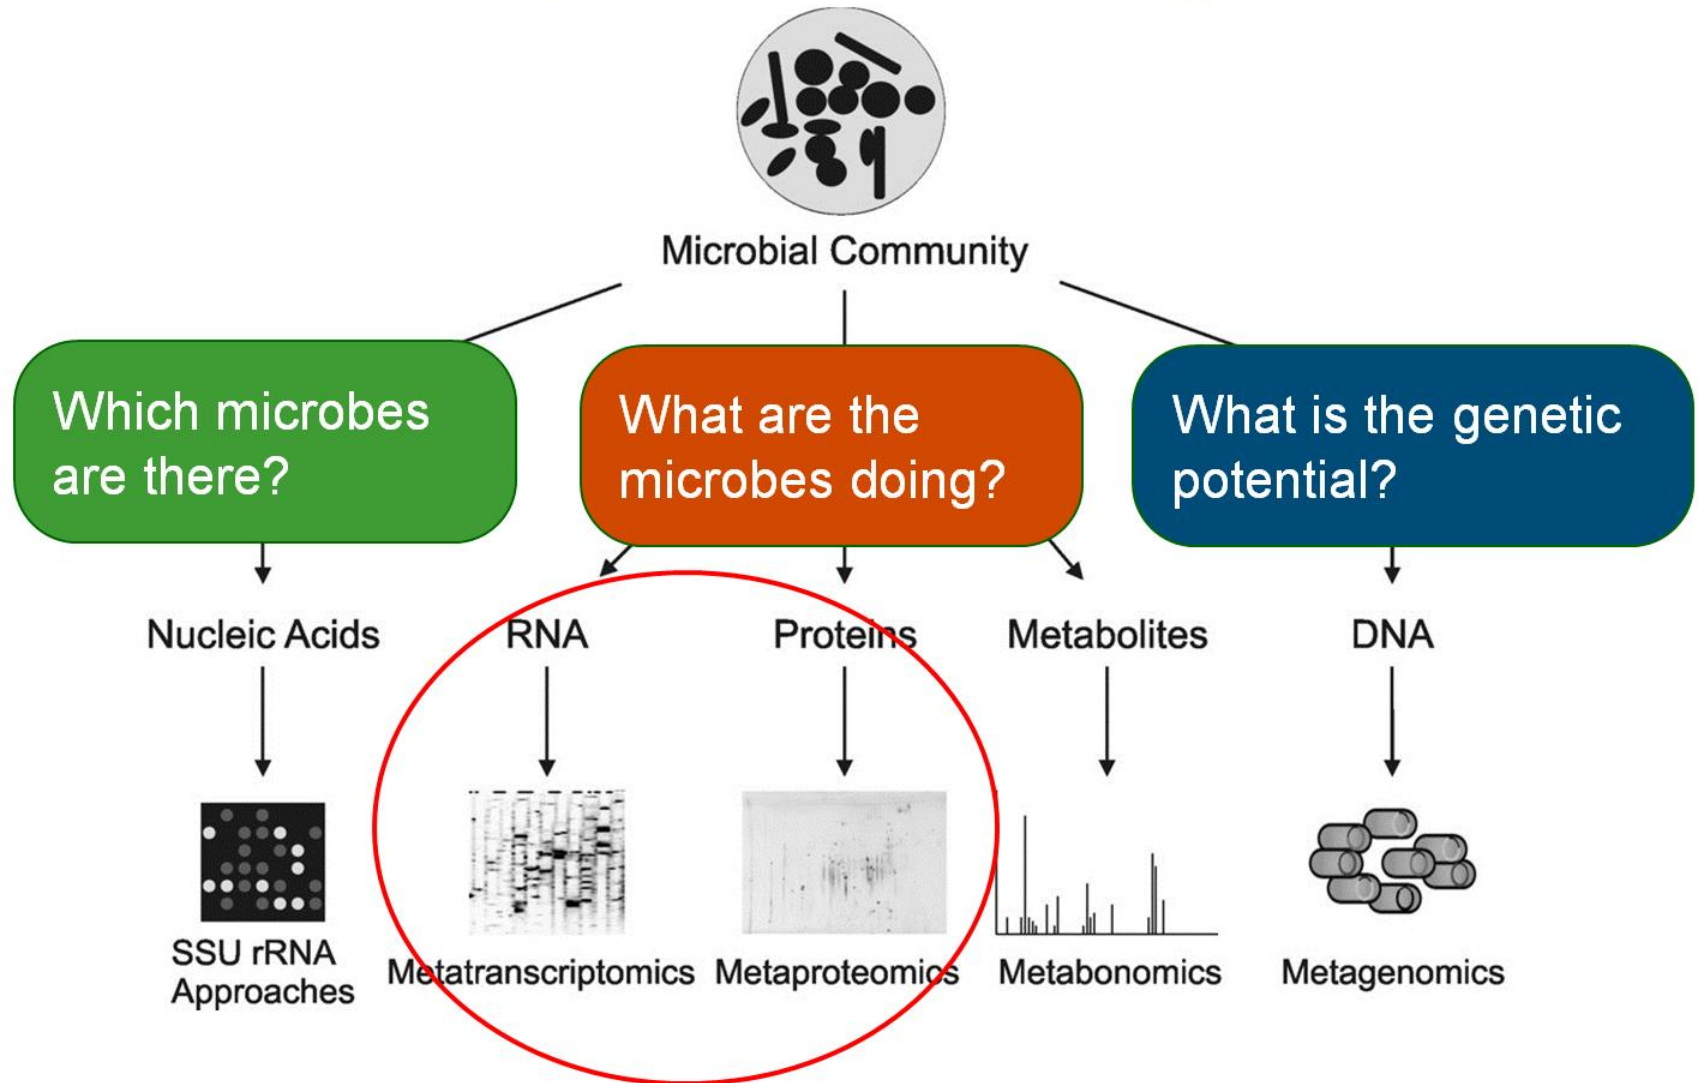 Microbial Community
Which microbes
are there?
What are the
microbes doing?
What is the genetic
potential?
Nucleic Acids
RNA
Proteins
Metabolites
DNA
SSU rRNA
Approaches
Metatranscriptomics
Metaproteomics
Metabonomics
Metagenomics